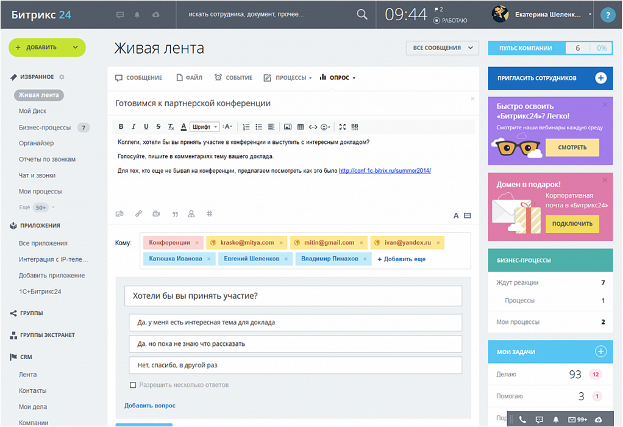 Битрикс 24
искать сотрудника, документ, прочее...
09:44
2
РАБОТАЮ
Екатерина Шеленк...
?
+ ДОБАВИТЬ
ИЗБРАННОЕ
Живая лента
Мой Диск
Бизнес-процессы 7
Органайзер
Отчеты по звонкам
Чат и звонки
Мои процессы
Еще 50+
ПРИЛОЖЕНИЯ
Все приложения
Интеграция с IP-теле...
Добавить приложение
1С+Битрикс24
ГРУППЫ
ГРУППЫ ЭКСТРАНЕТ
CRM
Лента
Контакты
Мои дела
Компании
Живая лента
ВСЕ СООБЩЕНИЯ
СООБЩЕНИЕ
ФАЙЛ
СОБЫТИЕ
ПРОЦЕССЫ
ОПРОС
Готовимся к партнерской конференции
B I U S Шрифт
Коллеги, хотели бы вы принять участие в конференции и выступь с интересным докладом?
Голосуйте, пишите в комментариях тему вашего доклада.
Для тех, кто еще не бывал на конференции, предлагаем посмотреть как это было http://conf.1c-bitrix.ru/summer2014/
A
Кому:
Конференции ×
krasko@mitya.com ×
mitin@gmail.com ×
ivan@yandex.ru ×
Катюшка Иванова ×
Евгений Шеленков ×
Владимир Пинахов ×
+ Добавить еще
Хотели бы вы принять участие?
Да, у меня есть интересная тема для доклада
Да, но пока не знаю что рассказать
Нет, спасибо, в другой раз
Разрешить несколько ответов
Добавить вопрос
ПУЛЬС КОМПАНИИ 6 0%
ПРИГЛАСИТЬ СОТРУДНИКОВ
Быстро освоить
«Битрикс24»? Легко!
Смотрите наши вебинары каждую среду
СМОТРЕТЬ
Домен в подарок!
Корпоративная
почта в «Битрикс24»
ПОДКЛЮЧИТЬ
БИЗНЕС-ПРОЦЕССЫ
Ждут реакции 7
Процессы 1
Мои процессы 2
МОИ ЗАДАЧИ
Делаю 93 12
Помогаю 3 1
99+